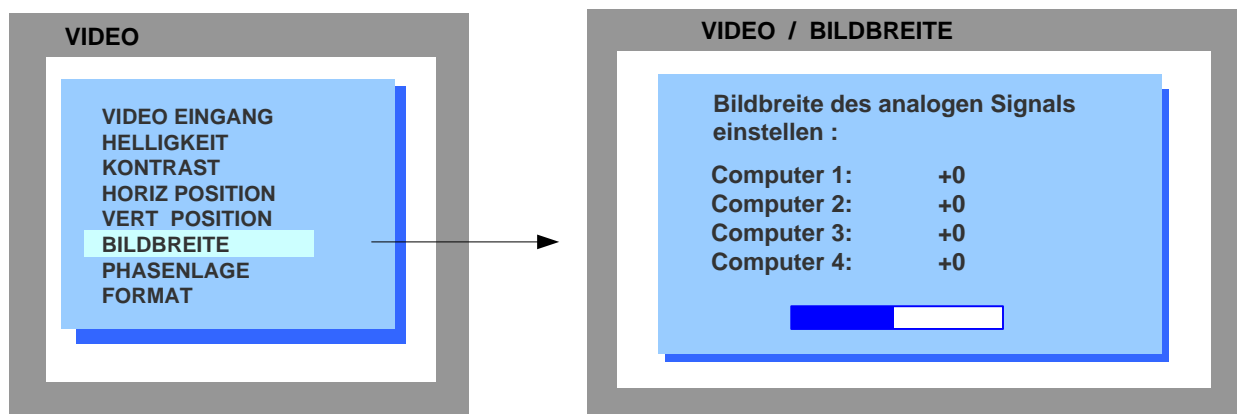 VIDEO
VIDEO EINGANG
HELLIGKEIT
KONTRAST
HORIZ POSITION
VERT POSITION
BILDBREITE
PHASENLAGE
FORMAT
VIDEO / BILDBREITE
Bildbreite des analogen Signals
einstellen :
Computer 1: +0
Computer 2: +0
Computer 3: +0
Computer 4: +0